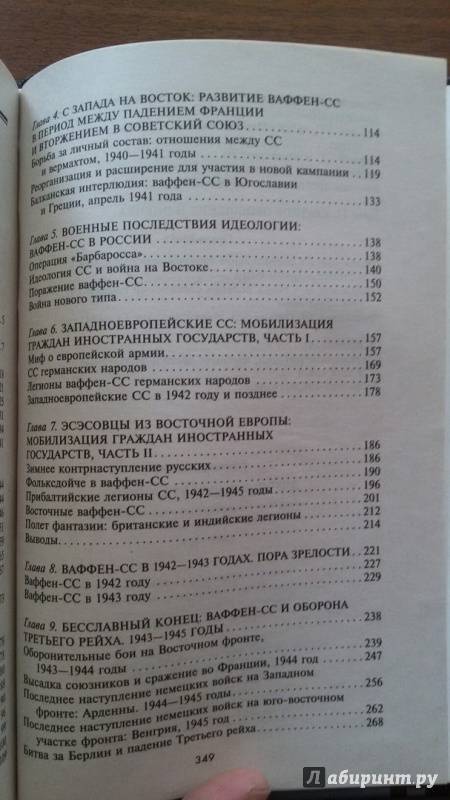 Глава 4. С ЗАПАДА НА ВОСТОК: РАЗВИТИЕ ВАФФЕН-СС
В ПЕРИОД МЕЖДУ ПАДЕНИЕМ ФРАНЦИИ
И ВТОРЖЕНИЕМ В СОВЕТСКИЙ СОЮЗ 114
Борьба за личный состав: отношения между СС
и вермахтом, 1940—1941 годы 114
Реорганизация и расширение для участия в новой кампании 119
Балканская интерлюдия: ваффен-СС в Югославии
и Греции, апрель 1941 года 133
Глава 5. ВОЕННЫЕ ПОСЛЕДСТВИЯ ИДЕОЛОГИИ:
ВАФФЕН-СС В РОССИИ 138
Операция «Барбаросса» 138
Идеология СС и война на Востоке 140
Поражение ваффен-СС 150
Война нового типа 152
Глава 6. ЗАПАДНОЕВРОПЕЙСКИЕ СС: МОБИЛИЗАЦИЯ
ГРАЖДАН ИНОСТРАННЫХ ГОСУДАРСТВ, ЧАСТЬ I 157
Миф о европейской армии 157
СС германских народов 169
Легионы ваффен-СС германских народов 173
Западноевропейские СС в 1942 году и позднее 178
Глава 7. ЭСЭСОВЦЫ ИЗ ВОСТОЧНОЙ ЕВРОПЫ:
МОБИЛИЗАЦИЯ ГРАЖДАН ИНОСТРАННЫХ
ГОСУДАРСТВ, ЧАСТЬ II 186
Зимнее контрнаступление русских 186
Фольксдойче в ваффен-СС 190
Прибалтийские легионы СС, 1942—1945 годы 196
Восточные ваффен-СС 201
Полет фантазии: британские и индийские легионы 212
Выводы 214
Глава 8. ВАФФЕН-СС В 1942—1943 ГОДАХ. ПОРА ЗРЕЛОСТИ 221
Ваффен-СС в 1942 году 227
Ваффен-СС в 1943 году 229
Глава 9. БЕССЛАВНЫЙ КОНЕЦ: ВАФФЕН-СС И ОБОРОНА
ТРЕТЬЕГО РЕЙХА. 1943—1945 ГОДЫ 238
Оборонительные бои на Восточном фронте,
1943—1944 годы 239
Высадка союзников и сражение во Франции, 1944 год 247
Последнее наступление немецких войск на Западном
фронте: Арденны. 1944—1945 годы 256
Последнее наступление немецких войск на юго-восточном
участке фронта: Венгрия, 1945 год 262
Битва за Берлин и падение Третьего рейха 268
349
Лабиринт.ру